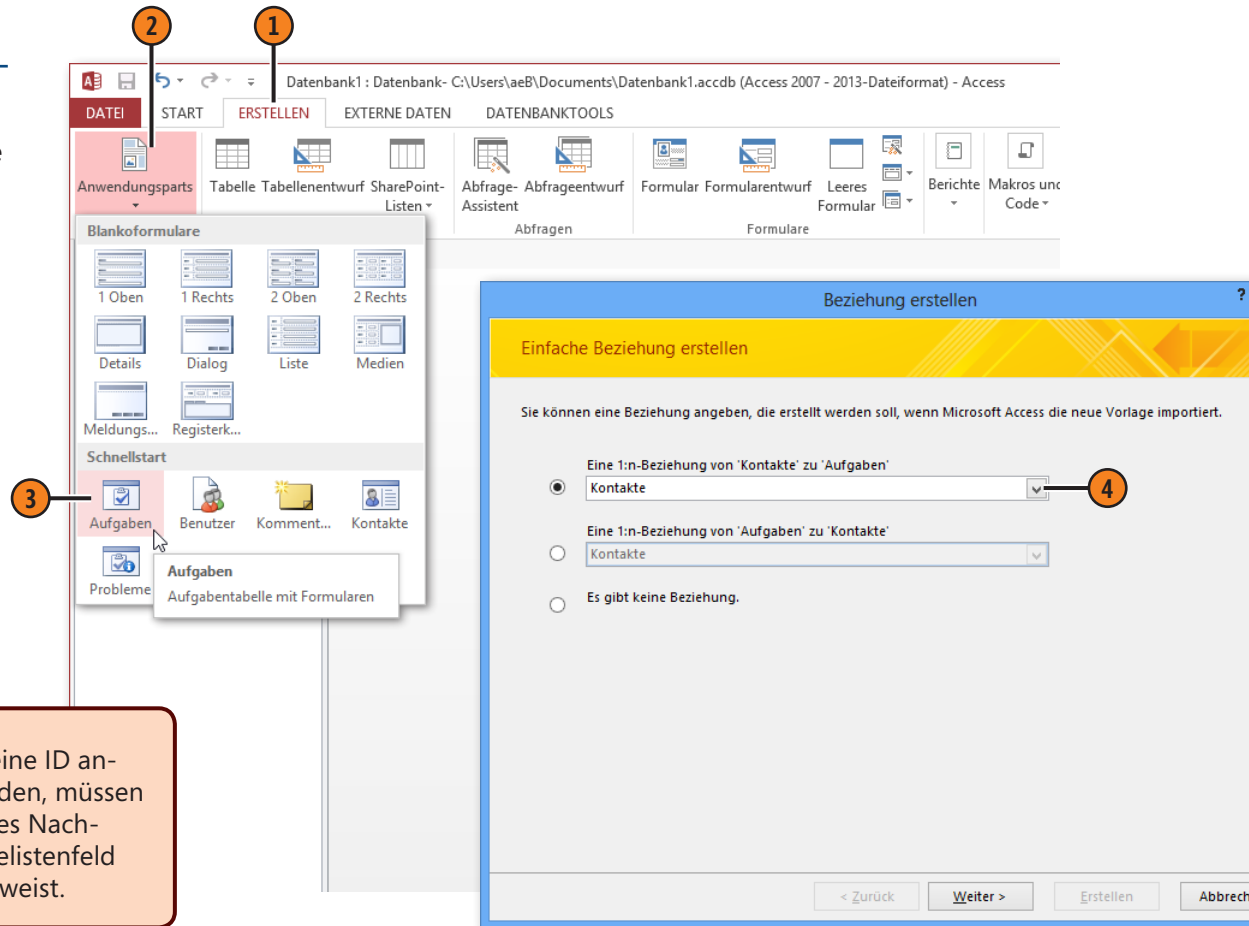 2
1
Datenbank1 : Datenbank- C:\Users\aeB\Documents\Datenbank1.accdb (Access 2007 - 2013-Dateiformat) - Access
DATEI START ERSTELLEN EXTERNE DATEN DATENBANKTOOLS
Anwendungsparts
Tabelle Tabellenentwurf SharePoint-
Listen
Abfrage- Abfrageentwurf
Assistent
Abfragen
Formular Formularentwurf Leeres
Formular
Formulare
Berichte
Makros und
Code
Blankoformulare
1 Oben 1 Rechts 2 Oben 2 Rechts
Details Dialog Liste Medien
Meldungs... Registerk...
Schnellstart
3
Aufgaben Benutzer Komment... Kontakte
Probleme
Aufgaben
Aufgabentabelle mit Formularen
Beziehung erstellen
?
Einfache Beziehung erstellen
Sie können eine Beziehung angeben, die erstellt werden soll, wenn Microsoft Access die neue Vorlage importiert.
Eine 1:n-Beziehung von 'Kontakte' zu 'Aufgaben'
Kontakte
4
Eine 1:n-Beziehung von 'Aufgaben' zu 'Kontakte'
Kontakte
Es gibt keine Beziehung.
< Zurück Weiter > Erstellen Abbrech
eine ID an-
den, müssen
es Nach-
elistenfeld
weist.